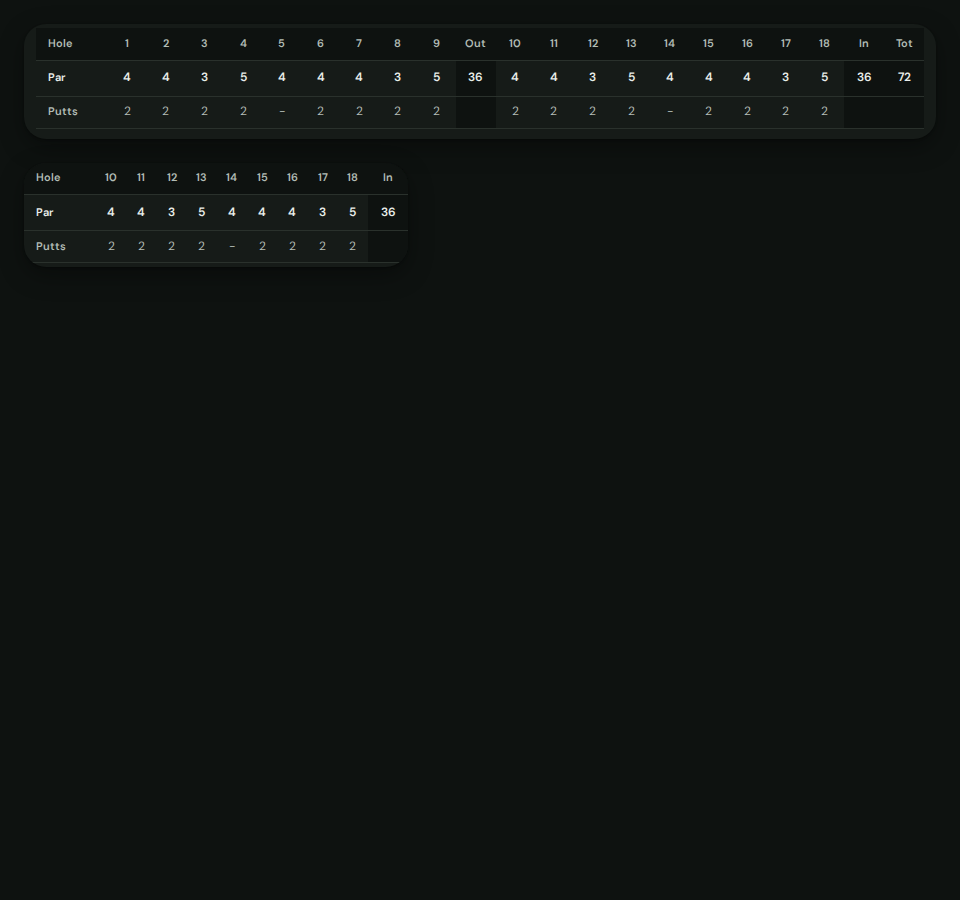 Hole 1 2 3 4 5 6 7 8 9 Out 10 11 12 13 14 15 16 17 18 In Tot
Par 4 4 3 5 4 4 4 3 5 36 4 4 3 5 4 4 4 3 5 36 72
Putts 2 2 2 2 – 2 2 2 2 2 2 2 2 – 2 2 2 2
Hole 10 11 12 13 14 15 16 17 18 In
Par 4 4 3 5 4 4 4 3 5 36
Putts 2 2 2 2 – 2 2 2 2